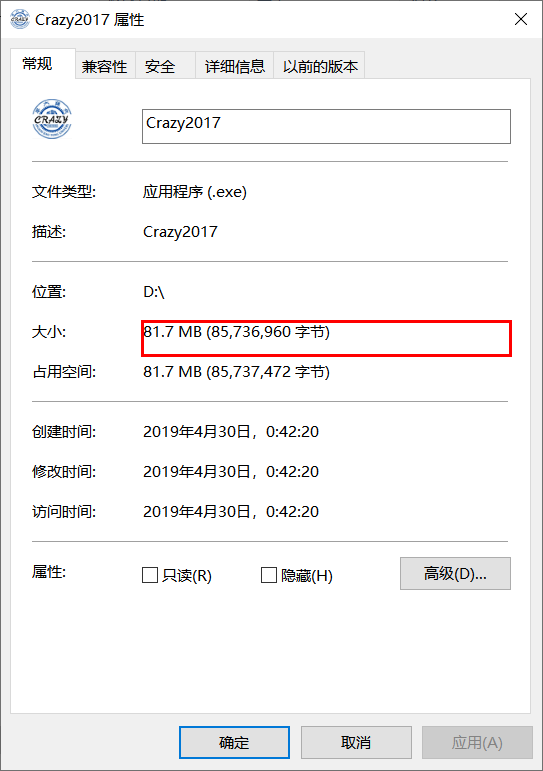 Crazy2017 属性
常规 兼容性 安全 详细信息 以前的版本
CRAZY
Crazy2017
文件类型: 应用程序 (.exe)
描述: Crazy2017
位置: D:\
大小: 81.7 MB (85,736,960 字节)
占用空间: 81.7 MB (85,737,472 字节)
创建时间: 2019年4月30日，0:42:20
修改时间: 2019年4月30日，0:42:20
访问时间: 2019年4月30日，0:42:20
属性: 只读(R) 隐藏(H) 高级(D)...
确定 取消 应用(A)